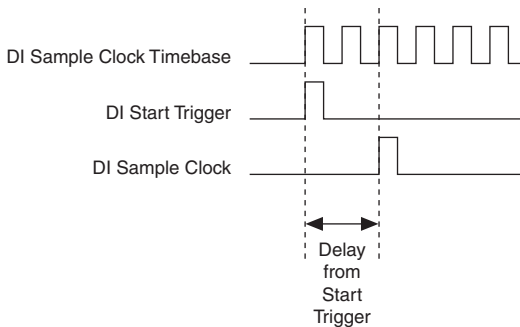 DI Sample Clock Timebase
DI Start Trigger
DI Sample Clock
Delay
from
Start
Trigger